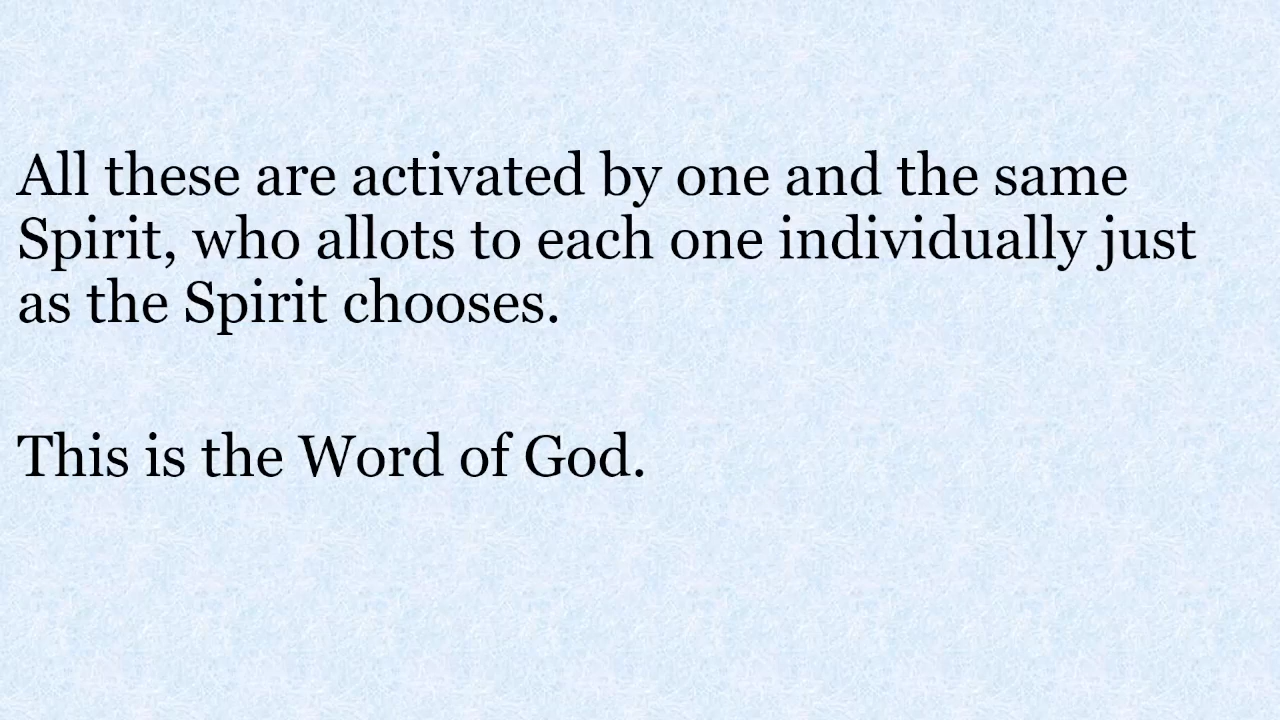 All these are activated by one and the same
Spirit, who allots to each one individually just
as the Spirit chooses.
This is the Word of God.